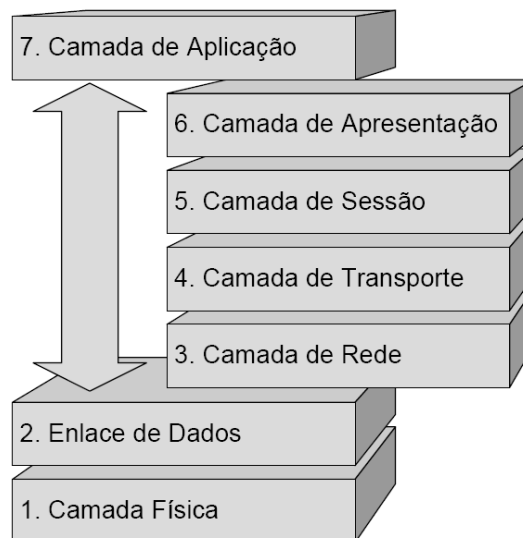 7. Camada de Aplicação
6. Camada de Apresentação
5. Camada de Sessão
4. Camada de Transporte
3. Camada de Rede
2. Enlace de Dados
1. Camada Física